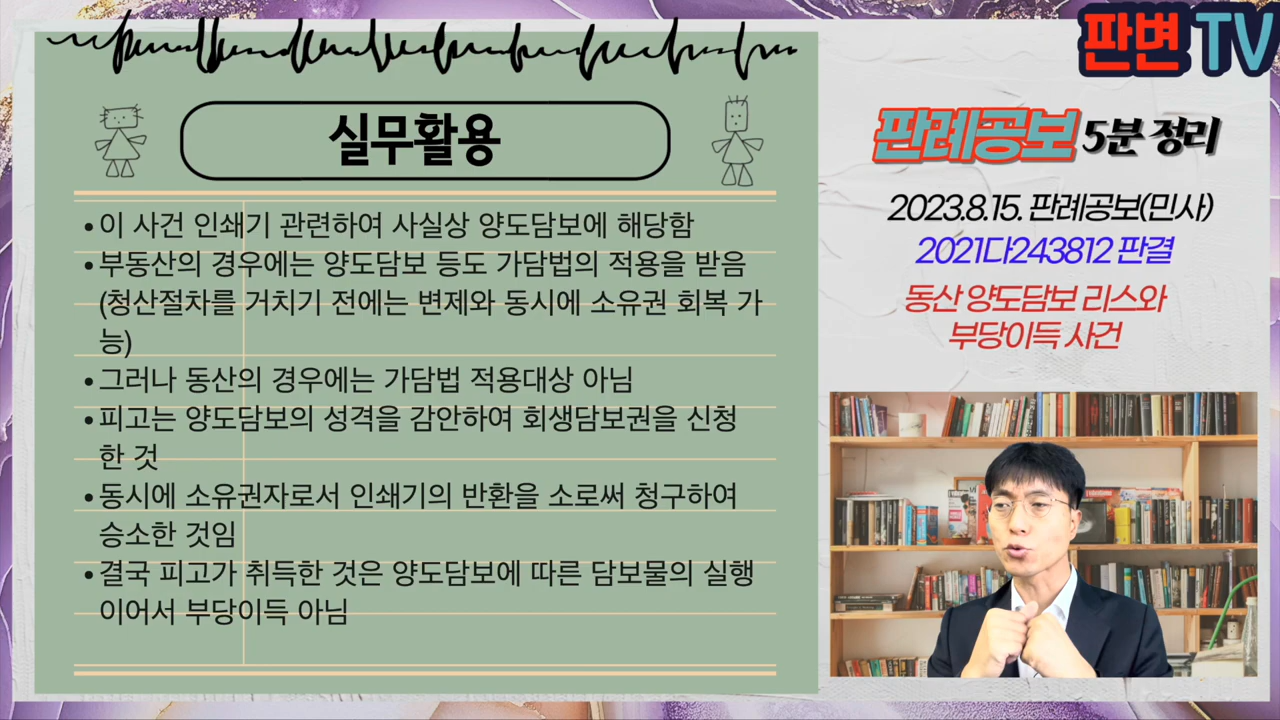 실무활용
• 이 사건 인쇄기 관련하여 사실상 양도담보에 해당함
• 부동산의 경우에는 양도담보 등도 가담법의 적용을 받음
(청산절차를 거치기 전에는 변제와 동시에 소유권 회복 가
능)
• 그러나 동산의 경우에는 가담법 적용대상 아님
• 피고는 양도담보의 성격을 감안하여 회생담보권을 신청
한 것
• 동시에 소유권자로서 인쇄기의 반환을 소로써 청구하여
승소한 것임
• 결국 피고가 취득한 것은 양도담보에 따른 담보물의 실행
이어서 부당이득 아님
판변 TV
판례공보 5분 정리
2023.8.15. 판례공보(민사)
2021다243812 판결
동산 양도담보 리스와
부당이득 사건